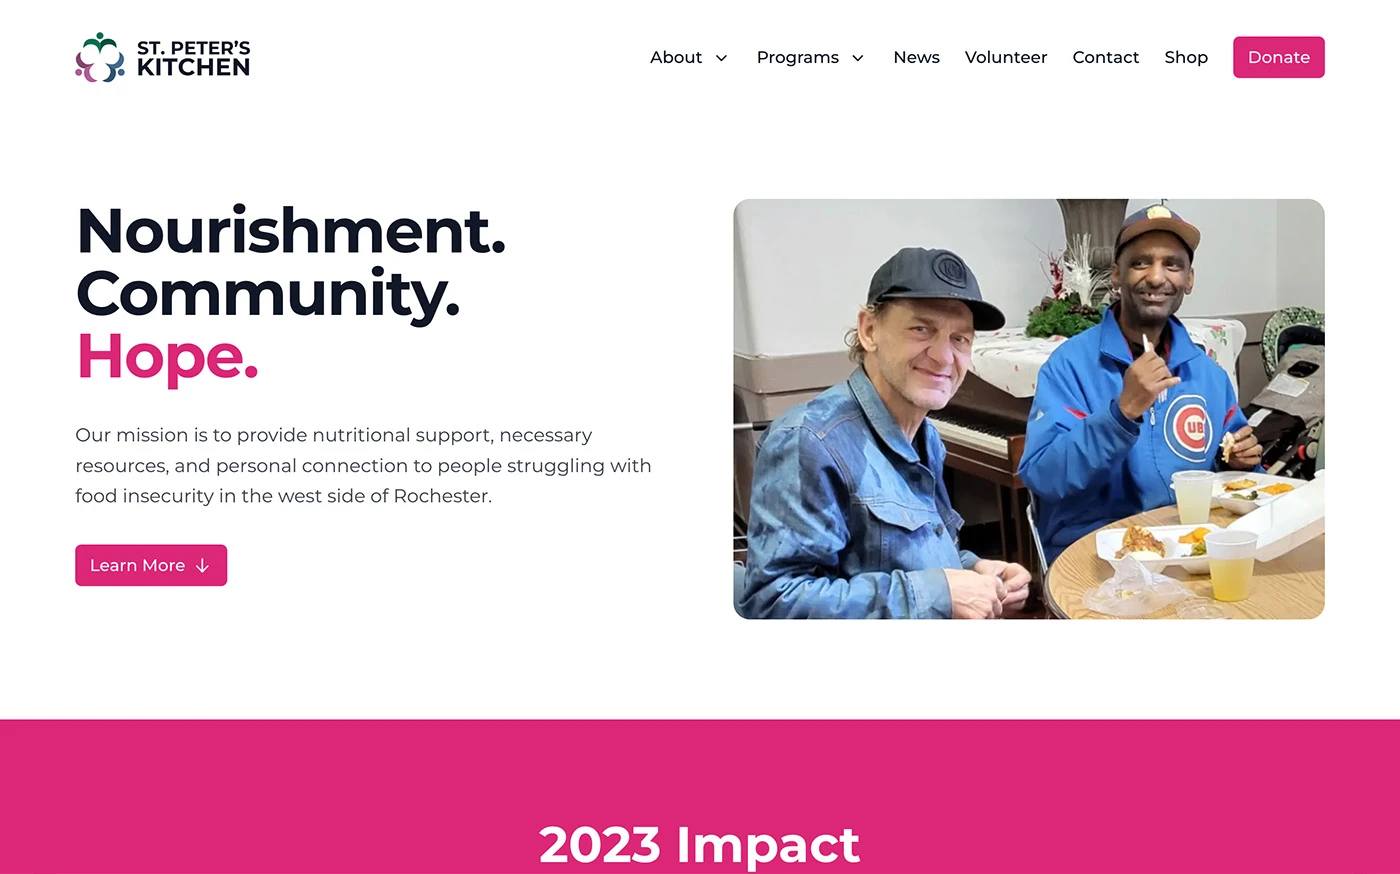 ST. PETER'S
KITCHEN
About
Programs
News
Volunteer
Contact
Shop
Donate
Nourishment.
Community.
Hope.
Our mission is to provide nutritional support, necessary
resources, and personal connection to people struggling with
food insecurity in the west side of Rochester.
Learn More
UB
2023 Impact